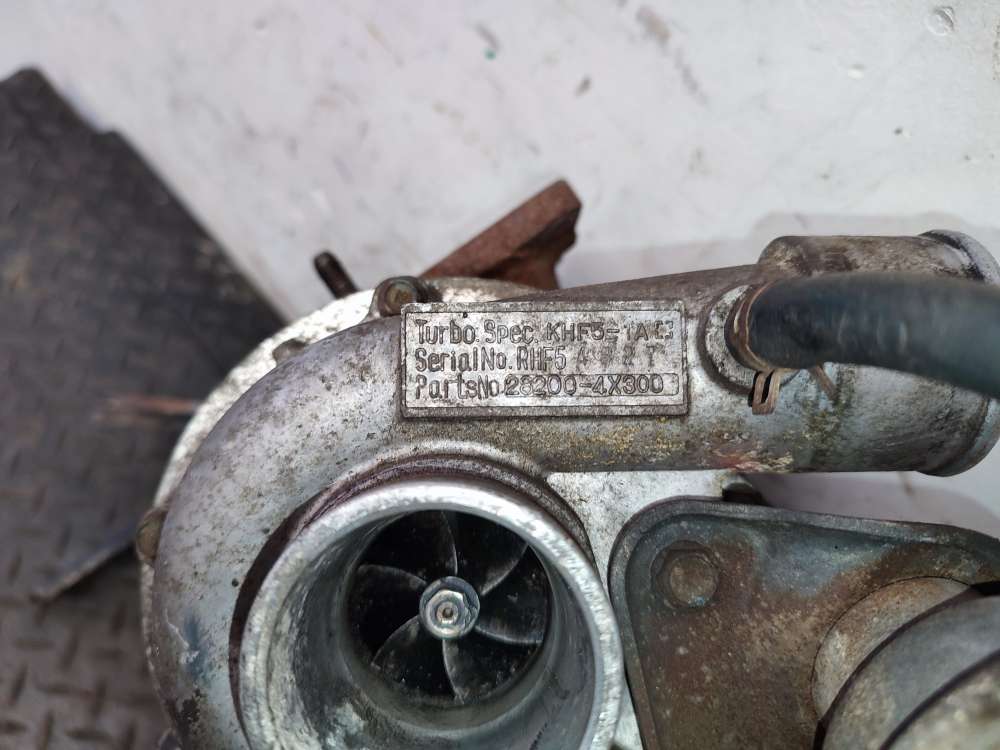 Turbo. Spec. KHF5-1A
Serial No. RHF5
Parts No. 28200-4X300